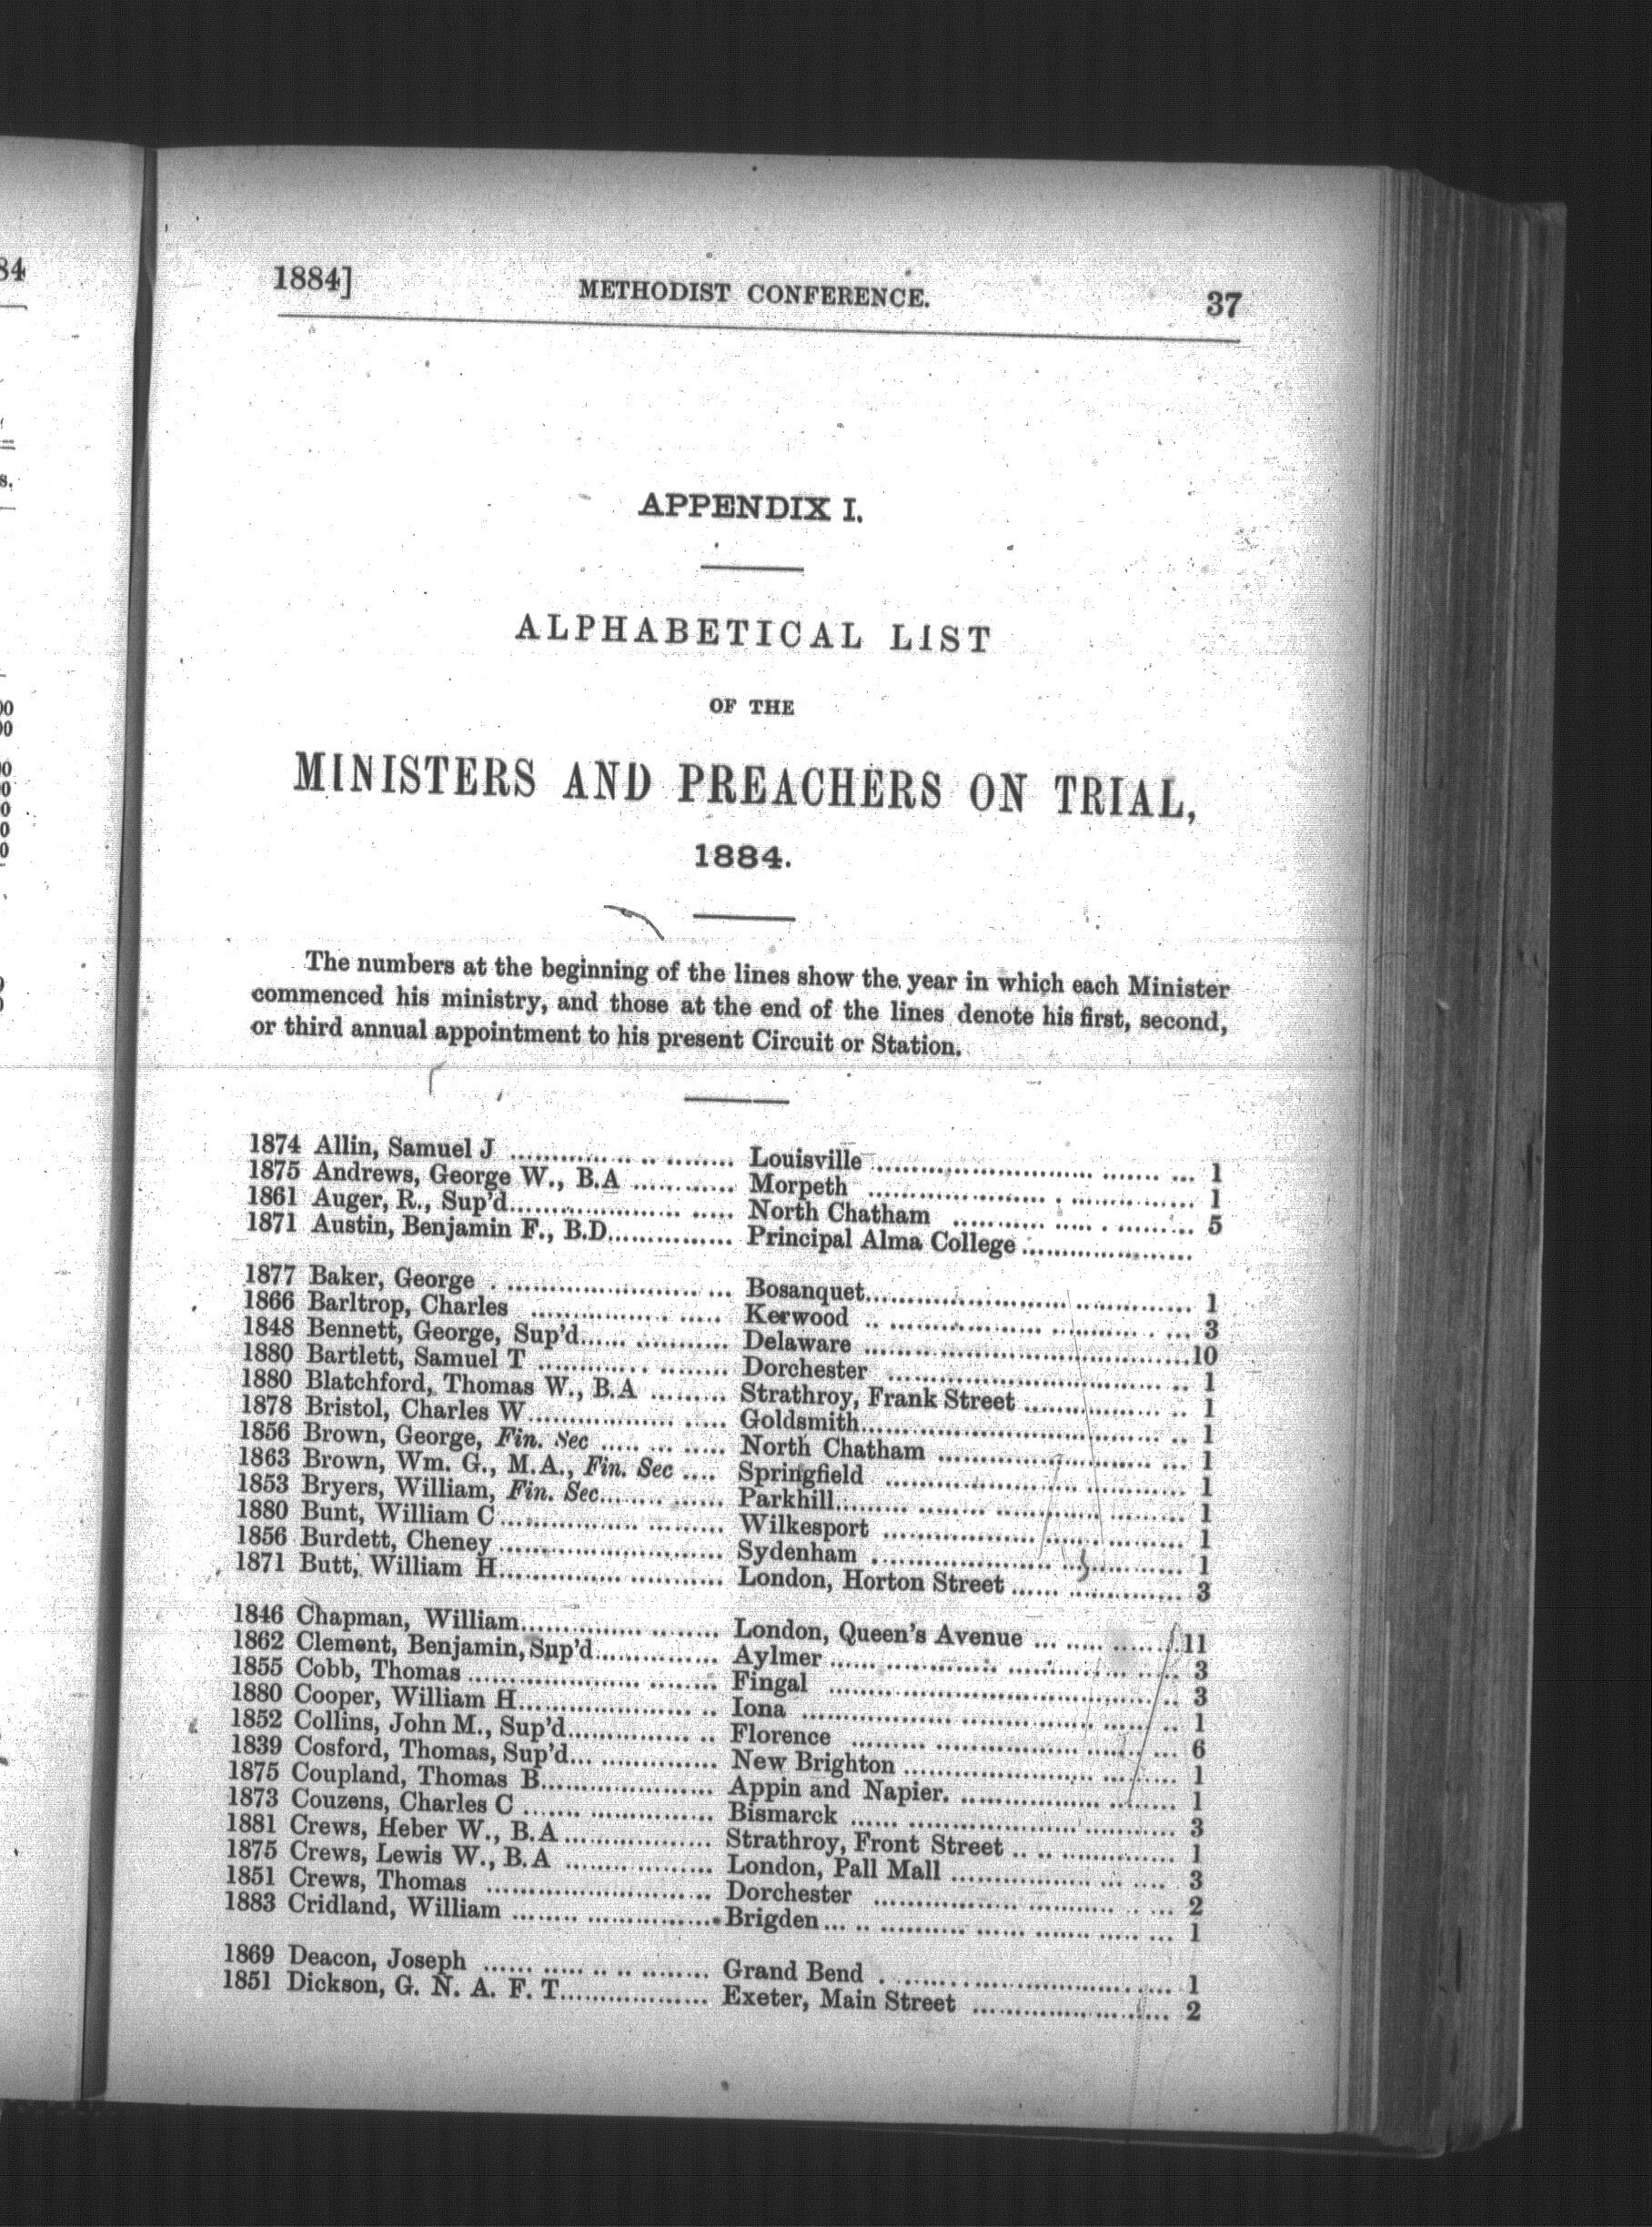 1884] METHODIST CONFERENCE. 37
APPENDIX I.
ALPHABETICAL LIST
OF THE
MINISTERS AND PREACHERS ON TRIAL,
1884.
The numbers at the beginning of the lines show the year in which each Minister
commenced his ministry, and those at the end of the lines denote his first, second,
or third annual appointment to his present Circuit or Station.
1874 Allin, Samuel J ........................ Louisville ........................ 1
1875 Andrews, George W., B.A ............ Morpeth ........................ 1
1861 Auger, R., Sup'd........................ North Chatham ........................ 5
1871 Austin, Benjamin F., B.D............... Principal Alma College ....................
1877 Baker, George ........................ Bosanquet........................ 1
1866 Barltrop, Charles ........................ Kerwood ........................ 3
1848 Bennett, George, Sup'd.................. Delaware ........................10
1880 Bartlett, Samuel T ........................ Dorchester ........................ 1
1880 Blatchford, Thomas W., B.A ......... Strathroy, Frank Street .................. 1
1878 Bristol, Charles W........................ Goldsmith........................ 1
1856 Brown, George, Fin. Sec ............... North Chatham ........................ 1
1863 Brown, Wm. G., M.A., Fin. Sec .... Springfield ........................ 1
1853 Bryers, William, Fin. Sec............... Parkhill........................ 1
1880 Bunt, William C........................ Wilkesport ........................ 1
1856 Burdett, Cheney........................ Sydenham ........................ 1
1871 Butt, William H........................ London, Horton Street .................. 3
1846 Chapman, William........................ London, Queen's Avenue ..................11
1862 Clement, Benjamin, Sup'd............... Aylmer ........................ 3
1855 Cobb, Thomas ........................ Fingal ........................ 3
1880 Cooper, William H........................ Iona ........................ 1
1852 Collins, John M., Sup'd.................. Florence ........................ 6
1839 Cosford, Thomas, Sup'd.................. New Brighton ........................ 1
1875 Coupland, Thomas B..................... Appin and Napier. ..................... 1
1873 Couzens, Charles C ..................... Bismarck ........................ 3
1881 Crews, Heber W., B.A.................. Strathroy, Front Street .................. 1
1875 Crews, Lewis W., B.A .................. London, Pall Mall ..................... 3
1851 Crews, Thomas ........................ Dorchester ........................ 2
1883 Cridland, William ........................ Brigden........................ 1
1869 Deacon, Joseph ........................ Grand Bend ........................ 1
1851 Dickson, G. N. A. F. T.................. Exeter, Main Street ..................... 2